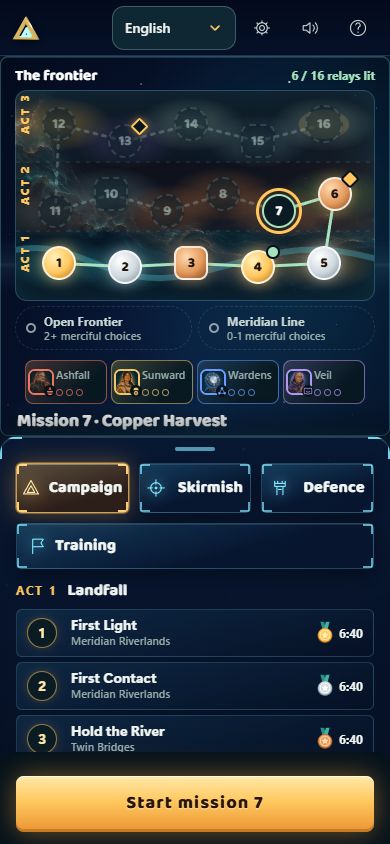 English
The frontier
6 / 16 relays lit
ACT 3
12
13
14
15
16
ACT 2
11
10
9
8
7
6
ACT 1
1
2
3
4
5
Open Frontier
2+ merciful choices
Meridian Line
0-1 merciful choices
Ashfall
Sunward
Wardens
Veil
Mission 7 · Copper Harvest
Campaign
Skirmish
Defence
Training
ACT 1 Landfall
1 First Light 6:40
Meridian Riverlands
2 First Contact 6:40
Meridian Riverlands
3 Hold the River 6:40
Twin Bridges
Start mission 7